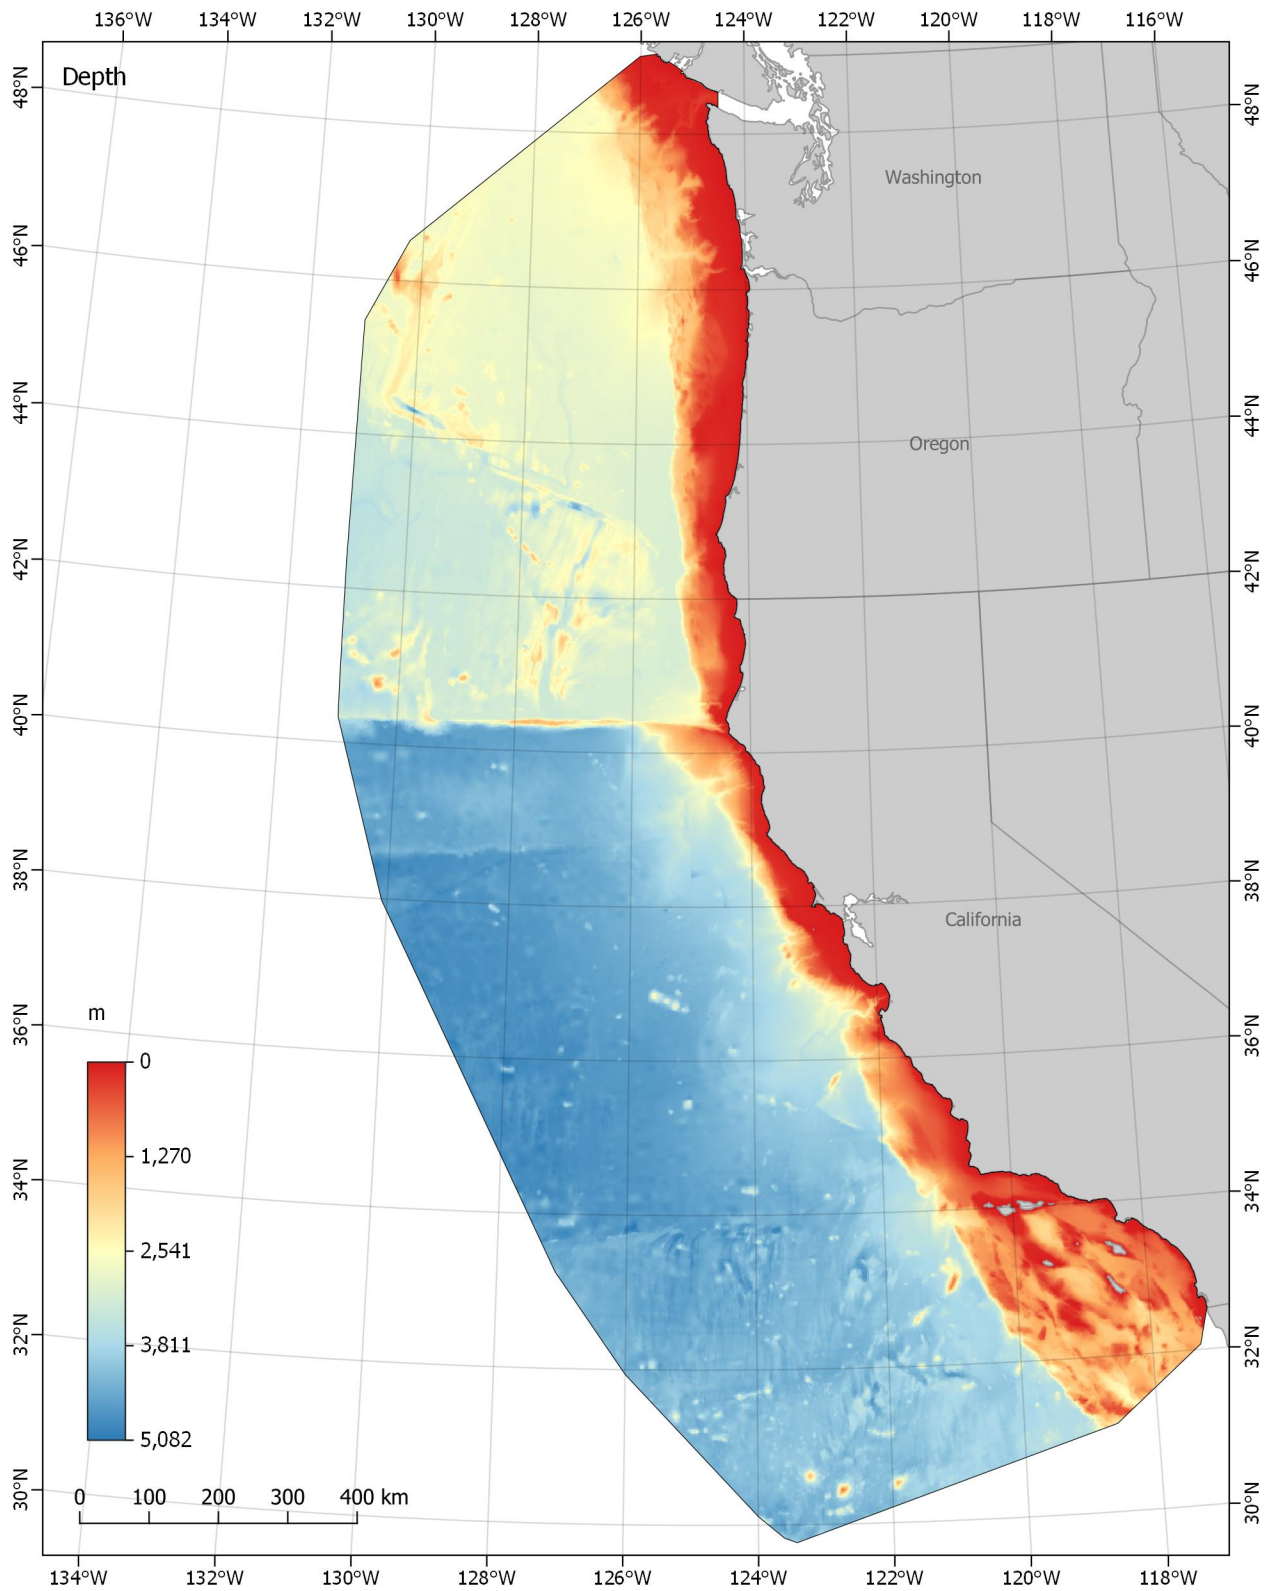 136°W 134°W 132°W 130°W 128°W 126°W 124°W 122°W 120°W 118°W 116°W
Depth
48°N
48°N
Washington
46°N
46°N
44°N
44°N
Oregon
42°N
42°N
40°N
40°N
38°N
38°N
California
36°N
36°N
m
0
1,270
34°N
34°N
2,541
32°N
3,811
32°N
5,082
30°N
0 100 200 300 400 km
30°N
134°W 132°W 130°W 128°W 126°W 124°W 122°W 120°W 118°W